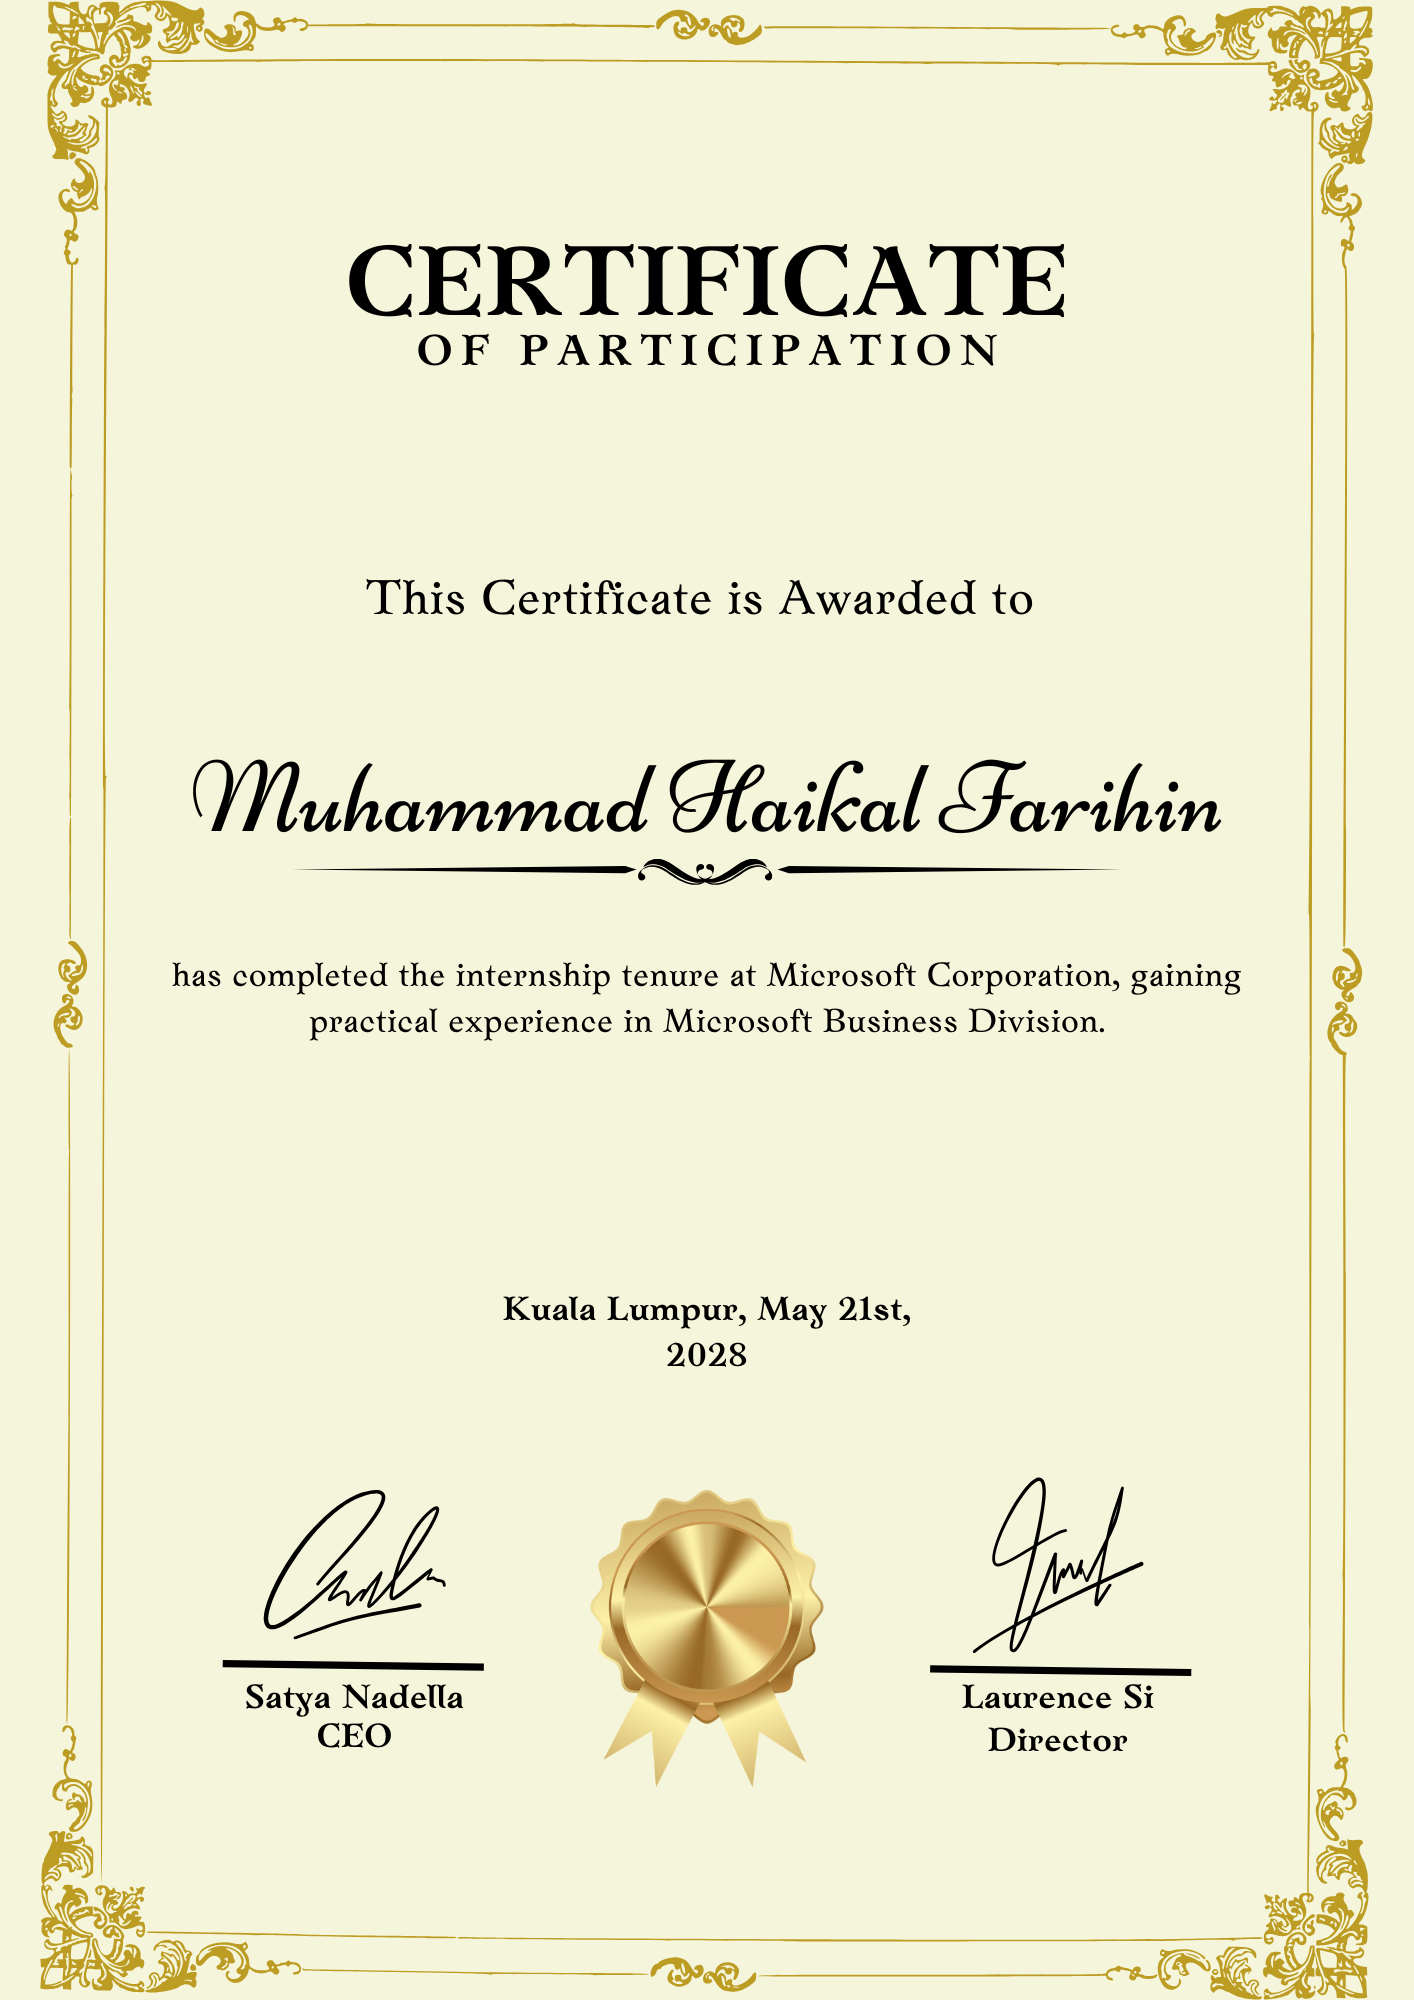 CERTIFICATE
OF PARTICIPATION
This Certificate is Awarded to
Muhammad Haikal Farihin
has completed the internship tenure at Microsoft Corporation, gaining
practical experience in Microsoft Business Division.
Kuala Lumpur, May 21st,
2028
Satya Nadella
CEO
Laurence Si
Director